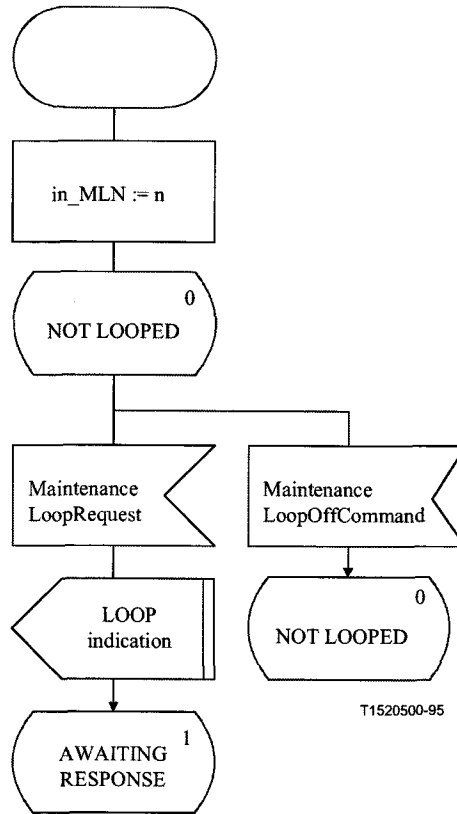 in_MLN := n
0
NOT LOOPED
Maintenance
LoopRequest
Maintenance
LoopOffCommand
LOOP
indication
0
NOT LOOPED
T1520500-95
1
AWAITING
RESPONSE